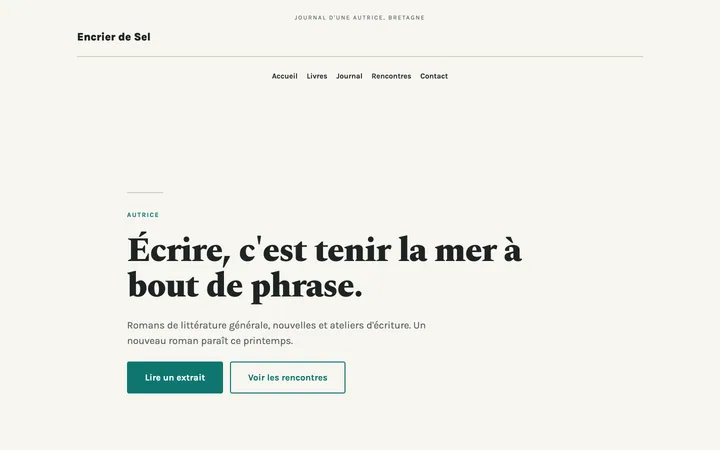 JOURNAL D'UNE AUTRICE, BRETAGNE
Encrier de Sel
Accueil Livres Journal Rencontres Contact
AUTRICE
Écrire, c'est tenir la mer à
bout de phrase.
Romans de littérature générale, nouvelles et ateliers d'écriture. Un
nouveau roman paraît ce printemps.
Lire un extrait Voir les rencontres